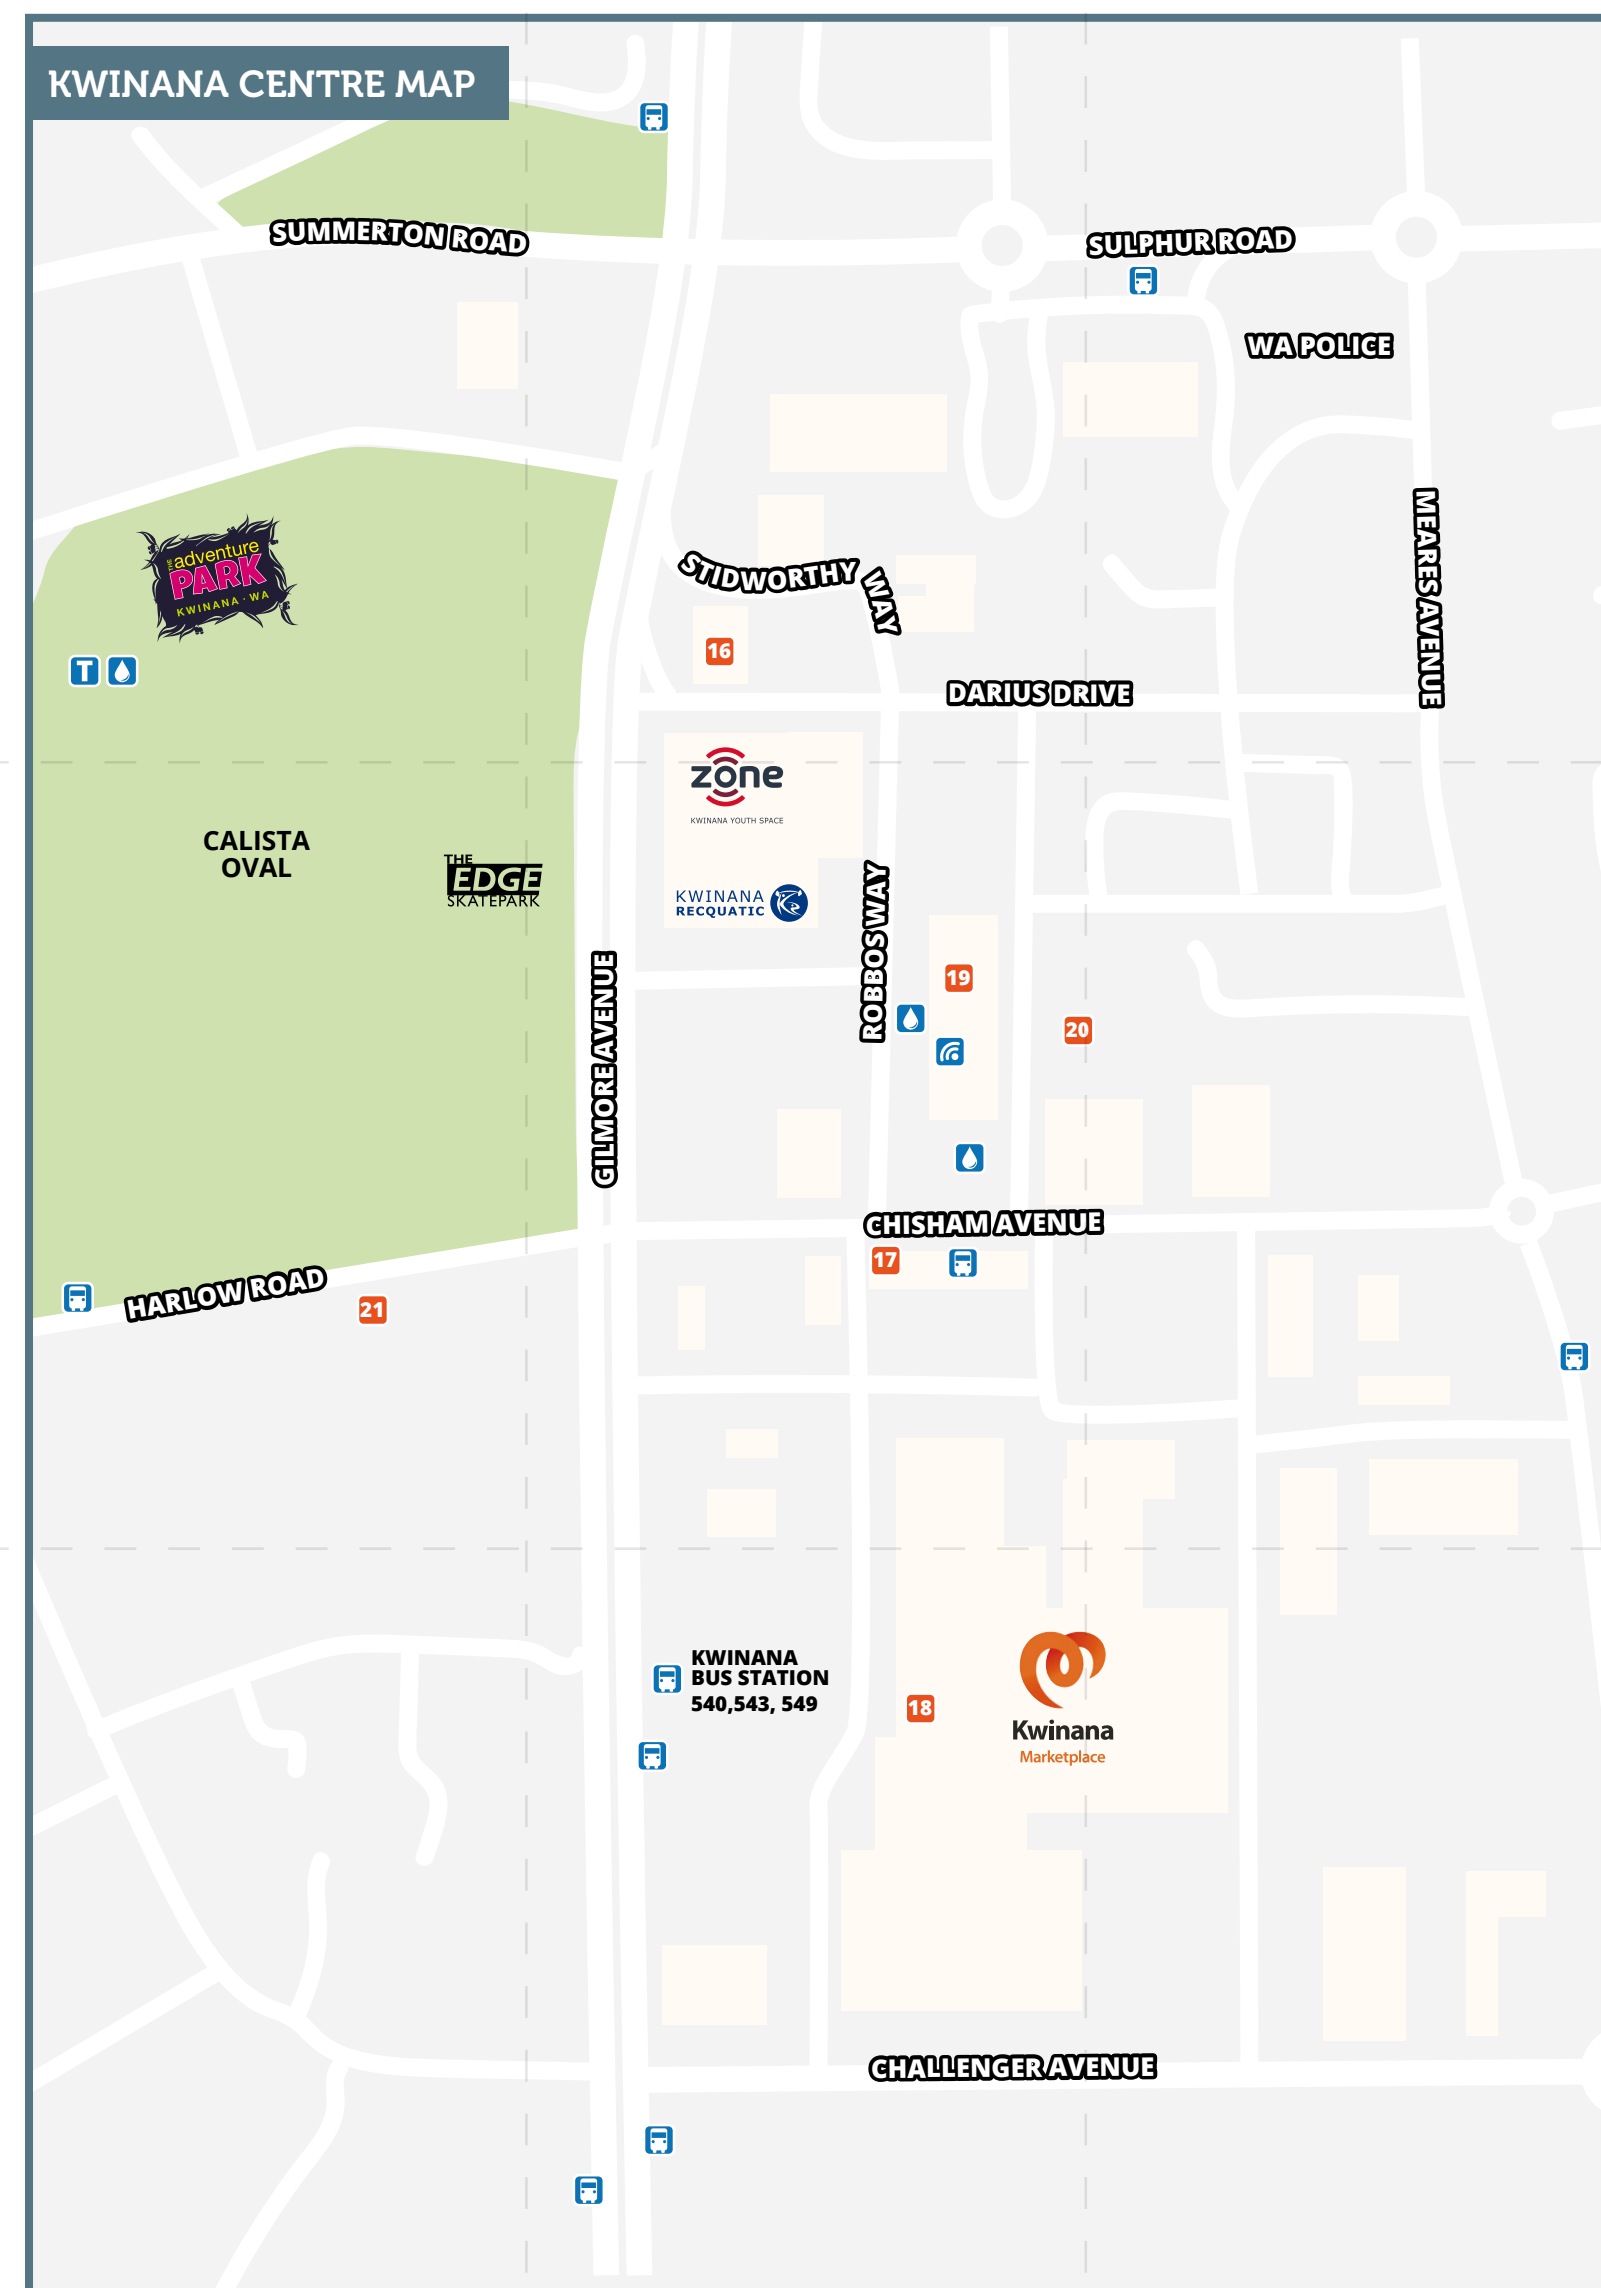 KWINANA CENTRE MAP
SUMMERTON ROAD
SULPHUR ROAD
WA POLICE
MEARES AVENUE
THE adventure
PARK
KWINANA · WA
STIDWORTHY WAY
16
T
DARIUS DRIVE
zone
KWINANA YOUTH SPACE
CALISTA
OVAL
THE
EDGE
SKATEPARK
KWINANA
RECQUATIC
ROBBOS WAY
GILMORE AVENUE
19
20
CHISHAM AVENUE
17
HARLOW ROAD
21
KWINANA
BUS STATION
540,543, 549
18
Kwinana
Marketplace
CHALLENGER AVENUE